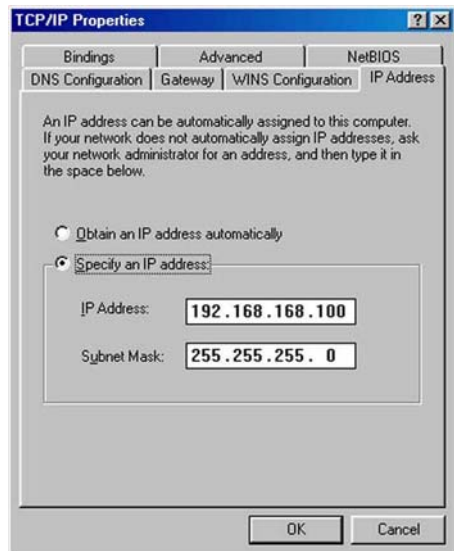 TCP/IP Properties
? X
Bindings Advanced NetBIOS
DNS Configuration Gateway WINS Configuration IP Address
An IP address can be automatically assigned to this computer.
If your network does not automatically assign IP addresses, ask
your network administrator for an address, and then type it in
the space below.
Obtain an IP address automatically
Specify an IP address:
IP Address: 192.168.168.100
Subnet Mask: 255.255.255. 0
OK Cancel